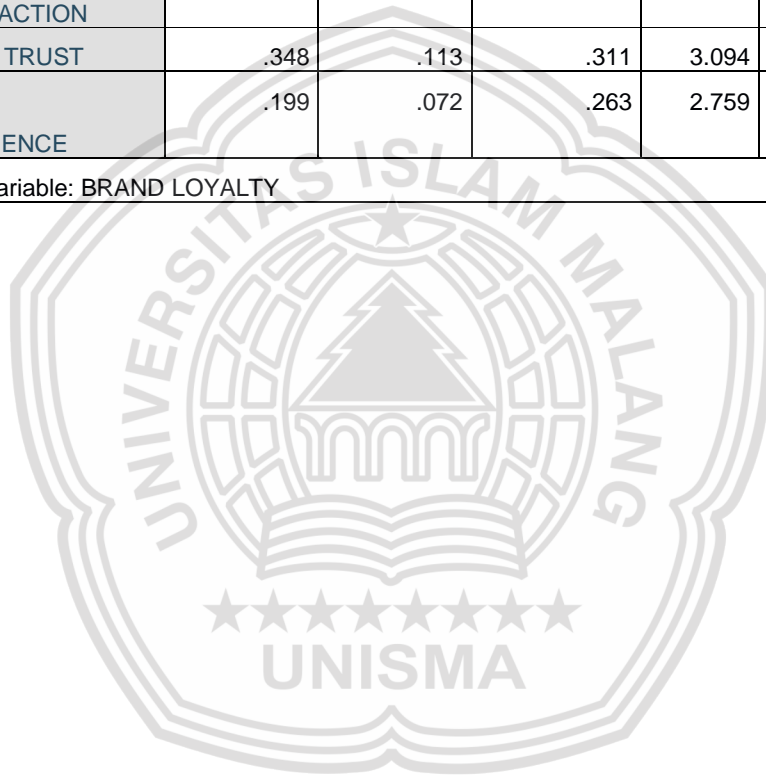 ACTION
TRUST .348 .113 .311 3.094
.199 .072 .263 2.759
ENCE
ariable: BRAND LOYALTY
UNIVERSITAS ISLAM MALANG
UNISMA